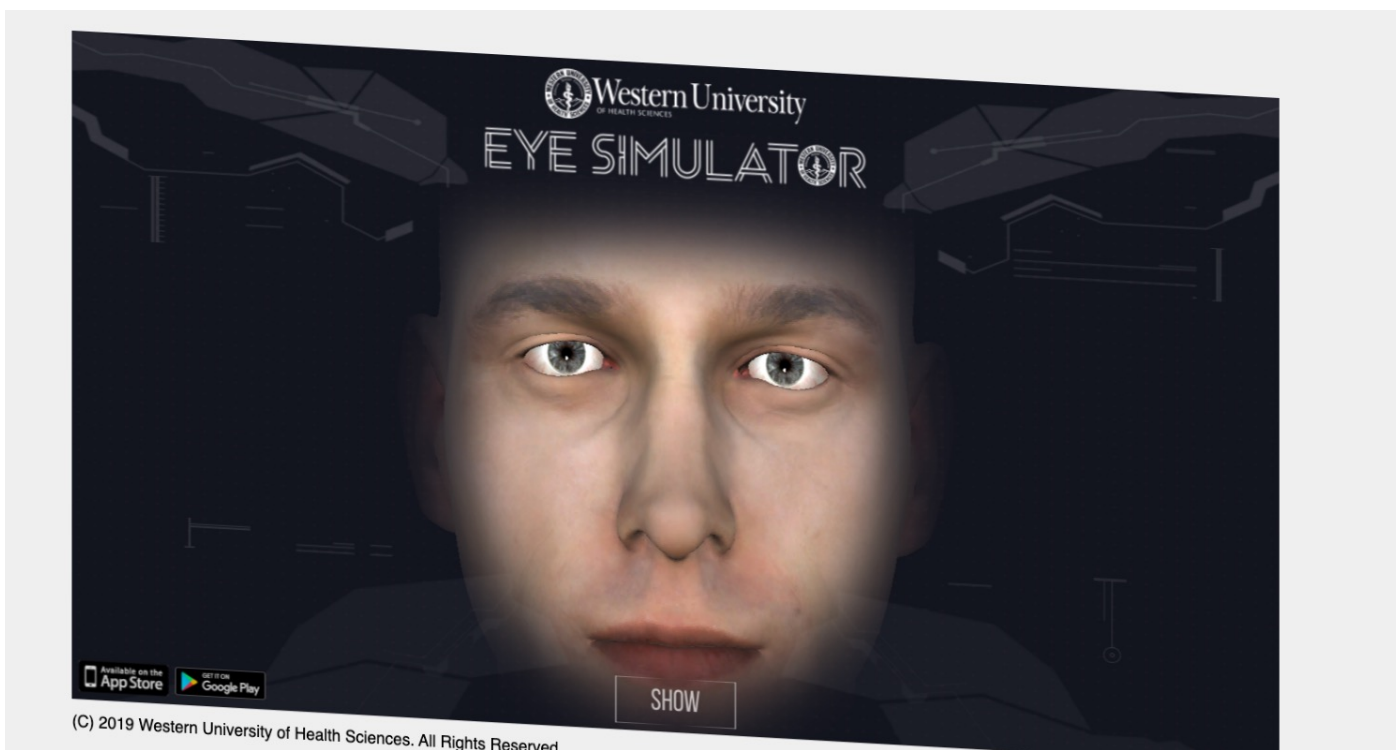 Western University
OF HEALTH SCIENCES
EYE SIMULATOR
Available on the
App Store
GET IT ON
Google Play
SHOW
(C) 2019 Western University of Health Sciences. All Rights Reserved